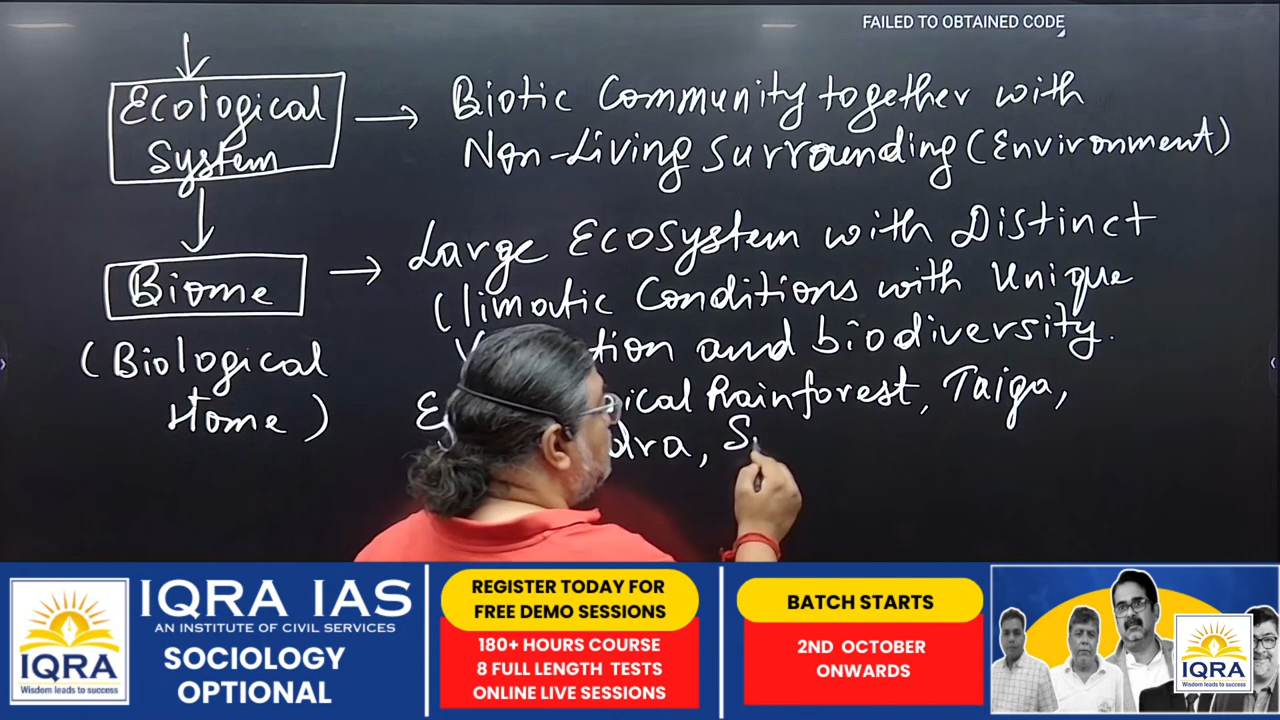 FAILED TO OBTAINED CODE
Ecological
System
Biotic Community together with
Non-Living surrounding (Environment)
Biome
Large Ecosystem with Distinct
Climatic Conditions with unique
and biodiversity.
(Biological
Home)
Rainforest, Taiga,
IQRA
Wisdom leads to success
IQRA IAS
AN INSTITUTE OF CIVIL SERVICES
SOCIOLOGY
OPTIONAL
REGISTER TODAY FOR
FREE DEMO SESSIONS
180+ HOURS COURSE
8 FULL LENGTH TESTS
ONLINE LIVE SESSIONS
BATCH STARTS
2ND OCTOBER
ONWARDS
IQRA
Wisdom leads to success